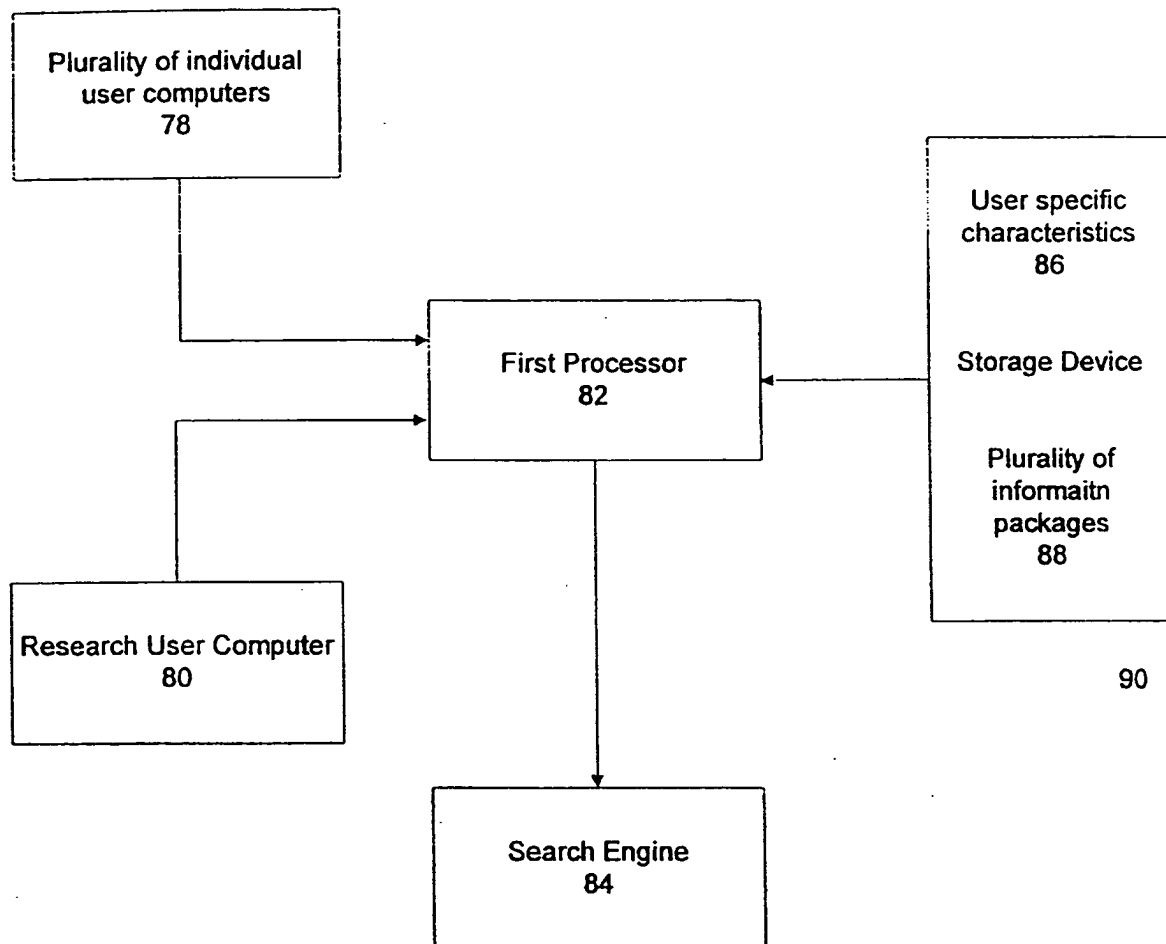 Plurality of individual
user computers
78
User specific
characteristics
86
First Processor
82
Storage Device
Plurality of
informaitn
packages
88
Research User Computer
80
90
Search Engine
84